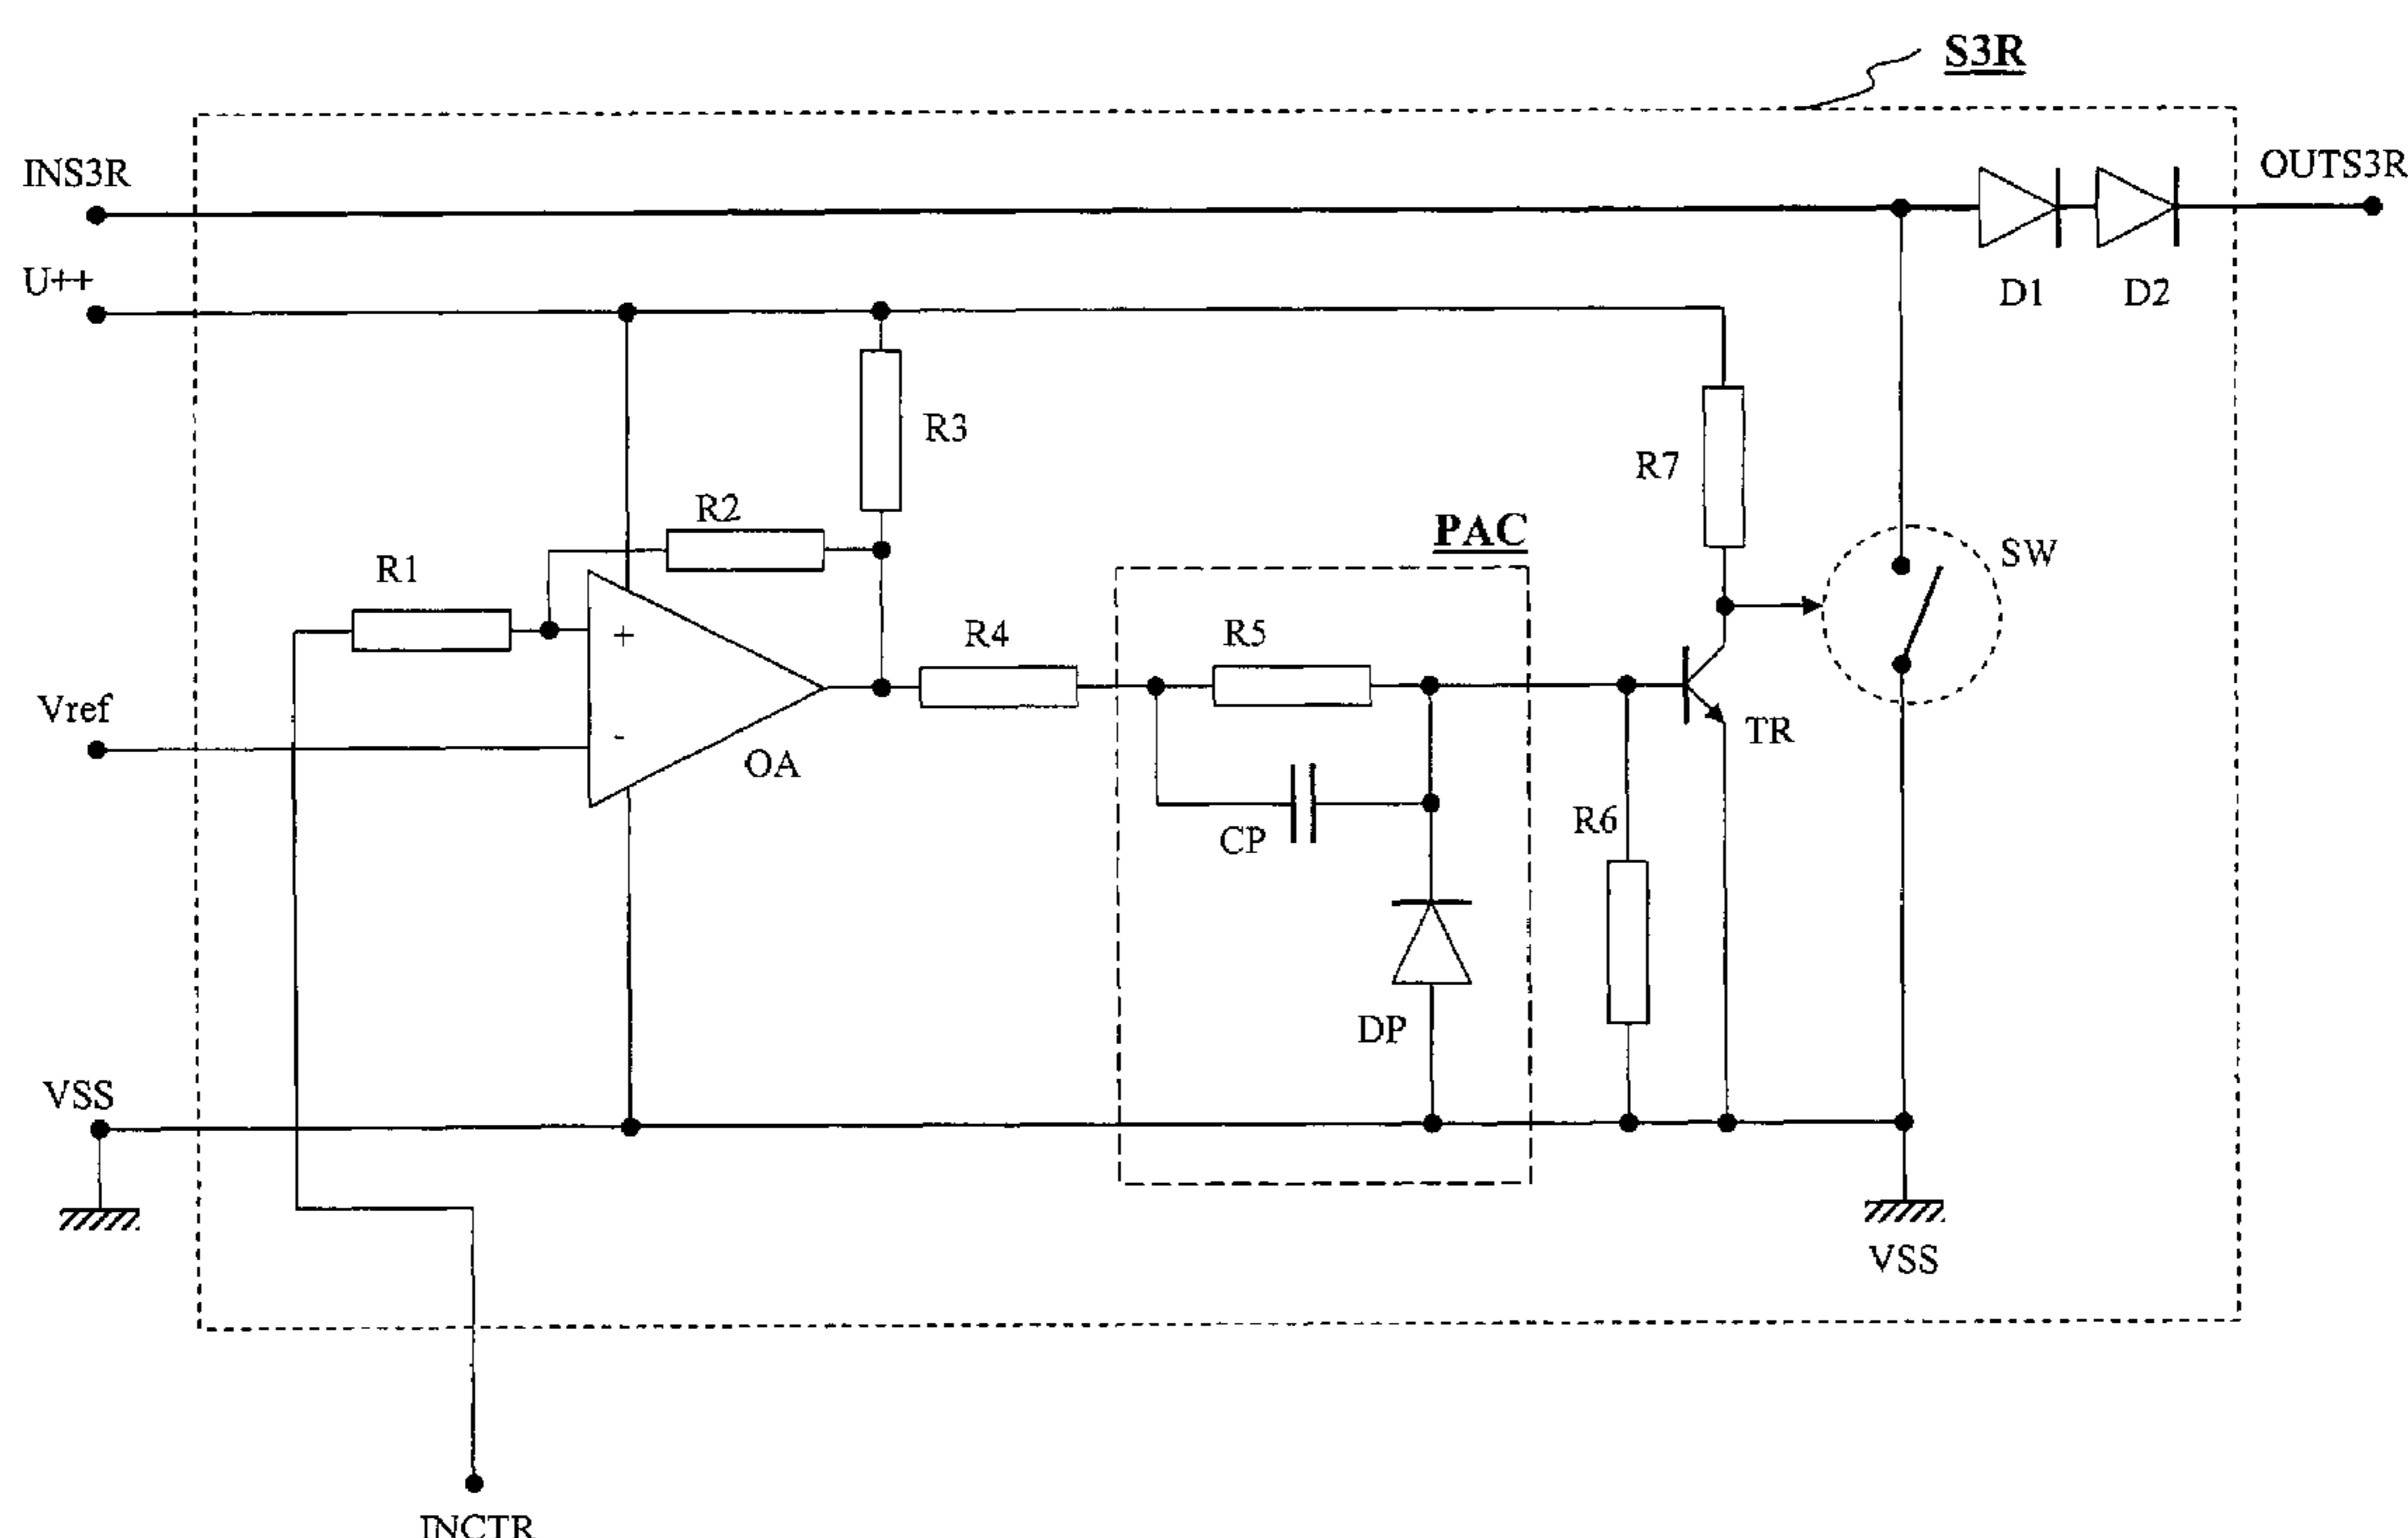 S3R
INS3R
OUTS3R
U++
D1
D2
R3
R7
R2
PAC
SW
R1
+
R4
R5
Vref
-
OA
TR
CP
R6
DP
VSS
VSS
INCTR